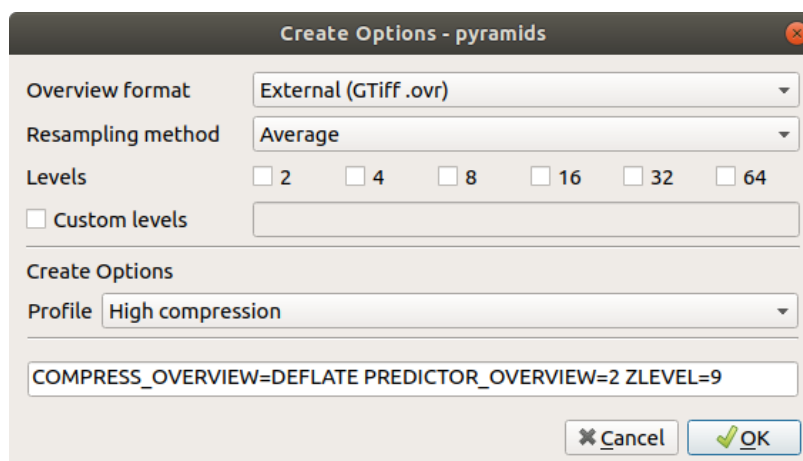 Create Options - pyramids
Overview format External (GTiff .ovr)
Resampling method Average
Levels 2 4 8 16 32 64
Custom levels
Create Options
Profile High compression
COMPRESS_OVERVIEW=DEFLATE PREDICTOR_OVERVIEW=2 ZLEVEL=9
Cancel OK